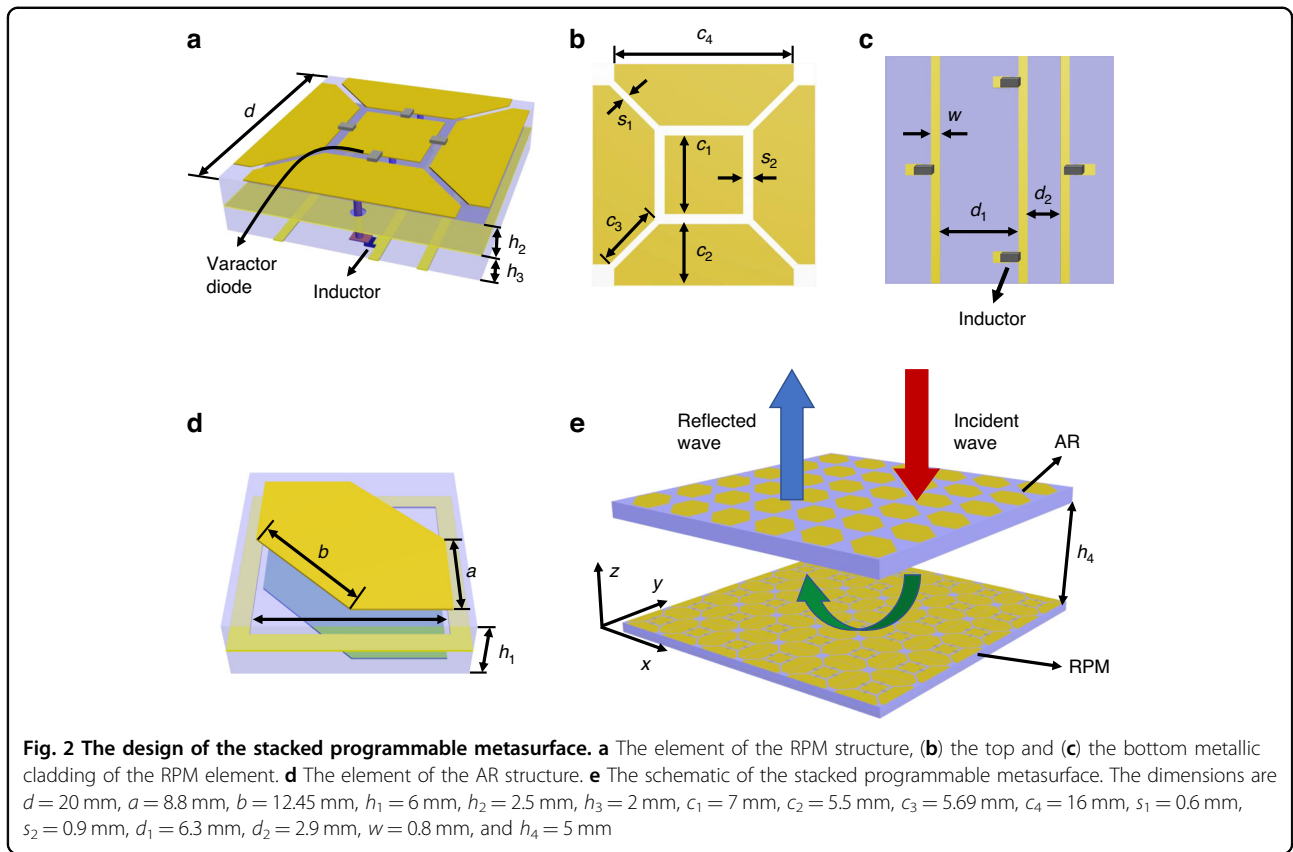 a
d
h2
h3
Varactor
diode
Inductor
b
c4
s1
c1
s2
c3
c2
c
w
d1
d2
Inductor
d
b
a
h1
e
Reflected
wave
Incident
wave
AR
h4
z
y
x
RPM
Fig. 2 The design of the stacked programmable metasurface. a The element of the RPM structure, (b) the top and (c) the bottom metallic
cladding of the RPM element. d The element of the AR structure. e The schematic of the stacked programmable metasurface. The dimensions are
d = 20 mm, a = 8.8 mm, b = 12.45 mm, h1 = 6 mm, h2 = 2.5 mm, h3 = 2 mm, c1 = 7 mm, c2 = 5.5 mm, c3 = 5.69 mm, c4 = 16 mm, s1 = 0.6 mm,
s2 = 0.9 mm, d1 = 6.3 mm, d2 = 2.9 mm, w = 0.8 mm, and h4 = 5 mm